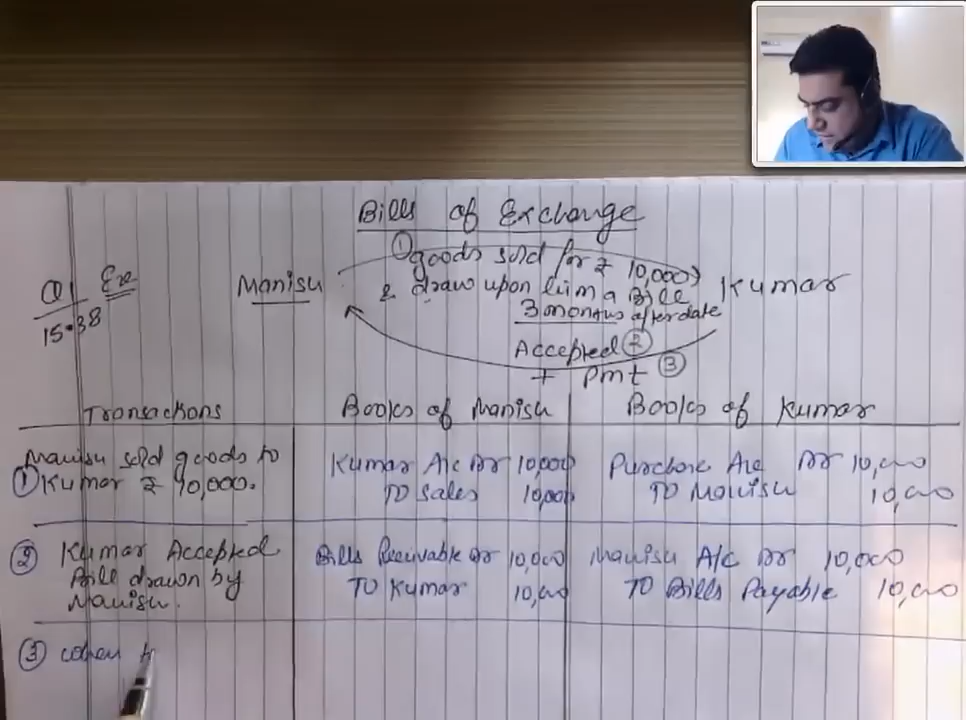 Bills of Exchange
Q1 Exe
15.38
Manish
① goods sold for ₹ 10,000
& draw upon him a Bill
3 months after date
Kumar
Accepted ②
+ Pmt ③
Transactions
Books of Manish
Books of Kumar
① Manish sold goods to
Kumar ₹ 10,000.
Kumar A/c Dr 10,000
To Sales 10,000
Purchase A/c Dr 10,000
To Manish 10,000
② Kumar Accepted
Bill drawn by
Manish.
Bills Receivable Dr 10,000
To Kumar 10,000
Manish A/c Dr 10,000
To Bills Payable 10,000
③ when